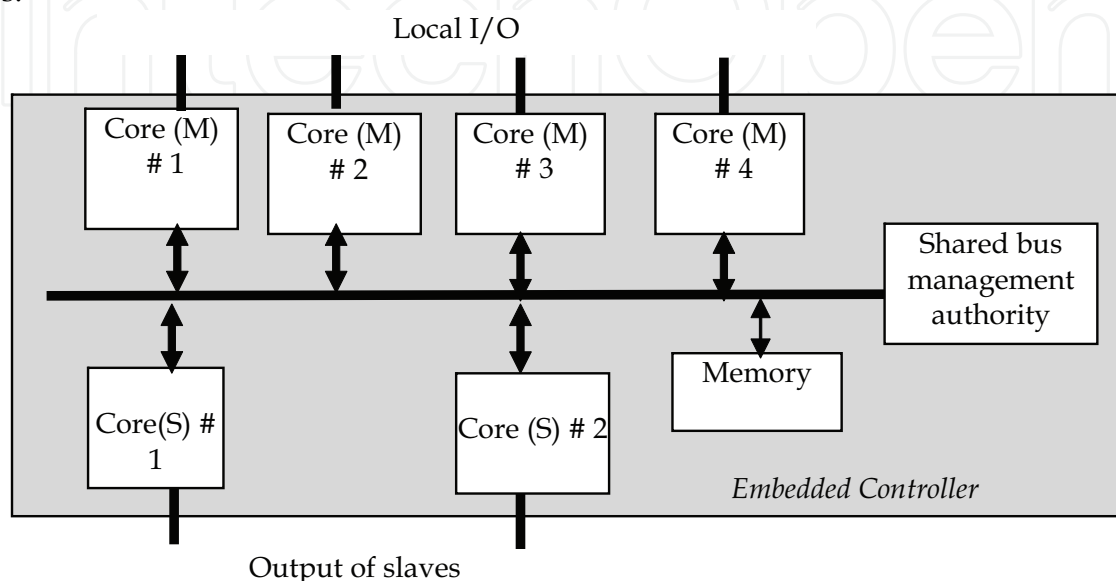 Local I/O
Core (M)
# 1
Core (M)
# 2
Core (M)
# 3
Core (M)
# 4
Shared bus
management
authority
Core(S) #
1
Core (S) # 2
Memory
Embedded Controller
Output of slaves